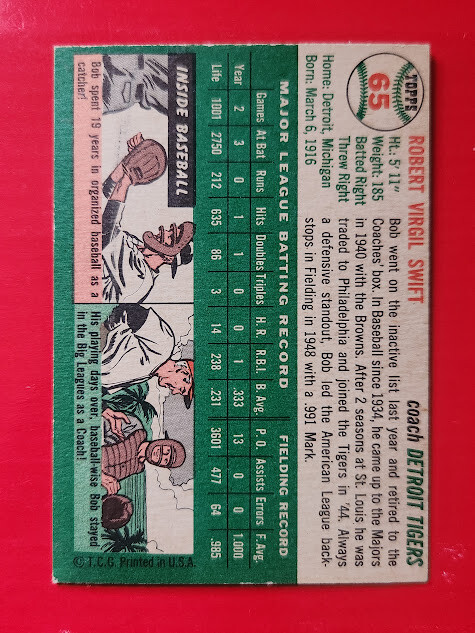 TOPPS
65
ROBERT VIRGIL SWIFT
coach DETROIT TIGERS
Ht. 5' 11"
Weight: 185
Batted Right
Threw Right
Home: Detroit, Michigan
Born: March 6, 1916
Bob went on the inactive list last year and retired to the
Coaches box. In Baseball since 1934, he came up to the Majors
in 1940 with the Browns. After 2 seasons at St. Louis he was
traded to Philadelphia and joined the Tigers in '44. Always
a defensive standout, Bob led the American League back-
stops in Fielding in 1948 with a .991 Mark.
MAJOR LEAGUE BATTING RECORD FIELDING RECORD
Games At Bat Runs Hits Doubles Triples H.R. R.B.I. B. Avg. P.O. Assists Errors F. Avg.
Year 2 3 0 1 1 0 0 1 .333 13 0 0 1.000
Life 1001 2750 212 635 86 3 14 238 .231 3601 477 64 .985
INSIDE BASEBALL
Bob spent 19 years in organized baseball as a
catcher!
His playing days over, baseball-wise Bob stayed
in the Big Leagues as a Coach!
© T.C.G. Printed in U.S.A.